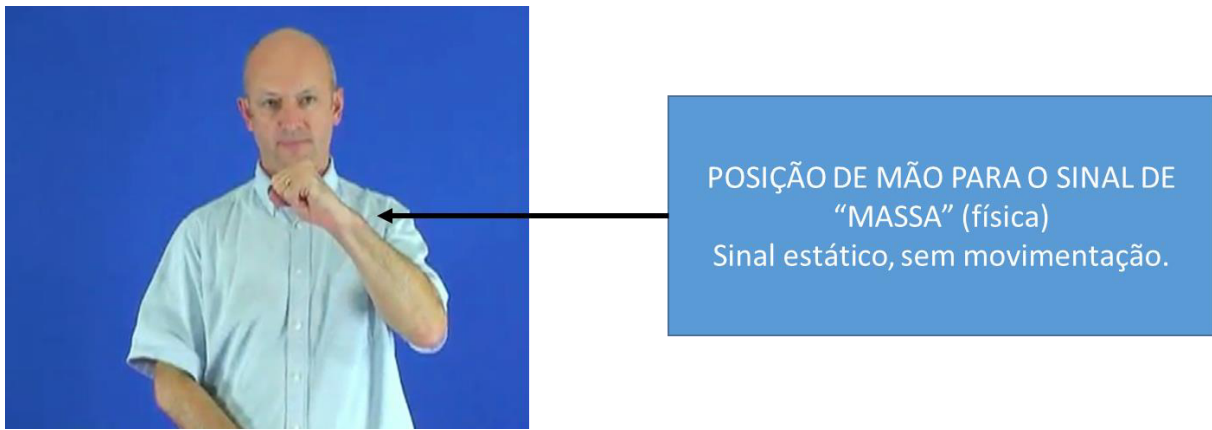 POSIÇÃO DE MÃO PARA O SINAL DE
“MASSA” (física)
Sinal estático, sem movimentação.